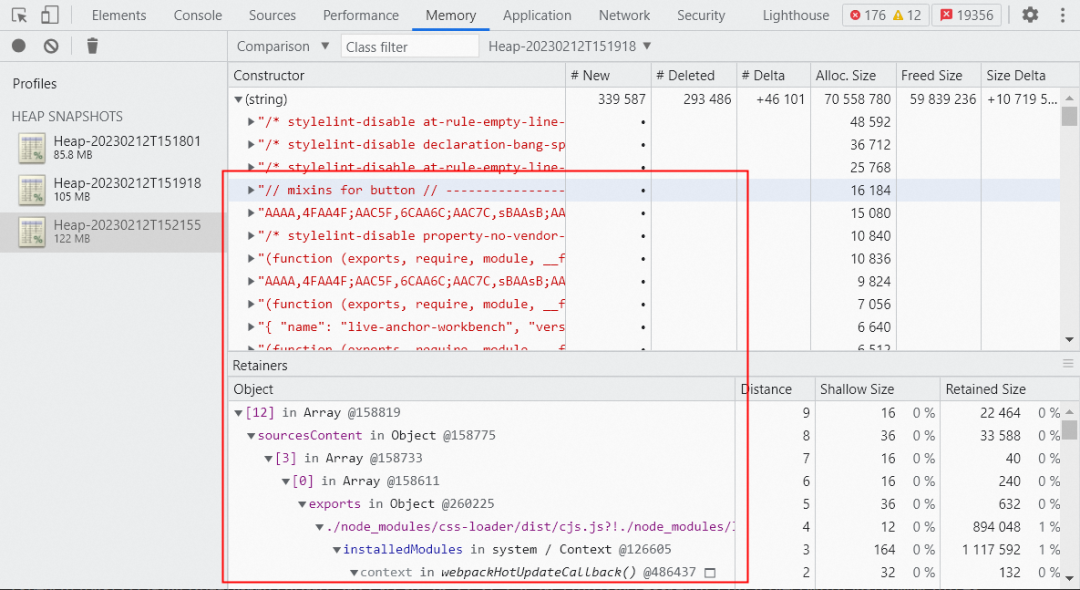 Elements Console Sources Performance Memory Application Network Security Lighthouse 176 12 19356
Comparison ▼ Class filter Heap-20230212T151918 ▼
Profiles
HEAP SNAPSHOTS
Heap-20230212T151801
85.8 MB
Heap-20230212T151918
105 MB
Heap-20230212T152155
122 MB
Constructor # New # Deleted # Delta Alloc. Size Freed Size Size Delta
▼(string) 339 587 293 486 +46 101 70 558 780 59 839 236 +10 719 5…
▶"/* stylelint-disable at-rule-empty-line- • 48 592
▶"/* stylelint-disable declaration-bang-sp • 36 712
▶"/* stylelint-disable at-rule-empty-line- • 25 768
▶"// mixins for button // ---------------- • 16 184
▶"AAAA,4FAA4F;AAC5F,6CAA6C;AAC7C,sBAAsB;AA • 15 080
▶"/* stylelint-disable property-no-vendor- • 10 840
▶"(function (exports, require, module, __f • 10 836
▶"AAAA,4FAA4F;AAC5F,6CAA6C;AAC7C,sBAAsB;AA • 9 824
▶"(function (exports, require, module, __f • 7 056
▶"{ "name": "live-anchor-workbench", "vers • 6 640
▶"(function (exports, require, module, __f • 6 512
Retainers
Object Distance Shallow Size Retained Size
▼[12] in Array @158819 9 16 0 % 22 464 0 %
▼sourcesContent in Object @158775 8 36 0 % 33 588 0 %
▼[3] in Array @158733 7 16 0 % 40 0 %
▼[0] in Array @158611 6 16 0 % 240 0 %
▼exports in Object @260225 5 36 0 % 632 0 %
▼./node_modules/css-loader/dist/cjs.js?!./node_modules/ 4 12 0 % 894 048 1 %
▼installedModules in system / Context @126605 3 164 0 % 1 117 592 1 %
▼context in webpackHotUpdateCallback() @486437 2 32 0 % 132 0 %